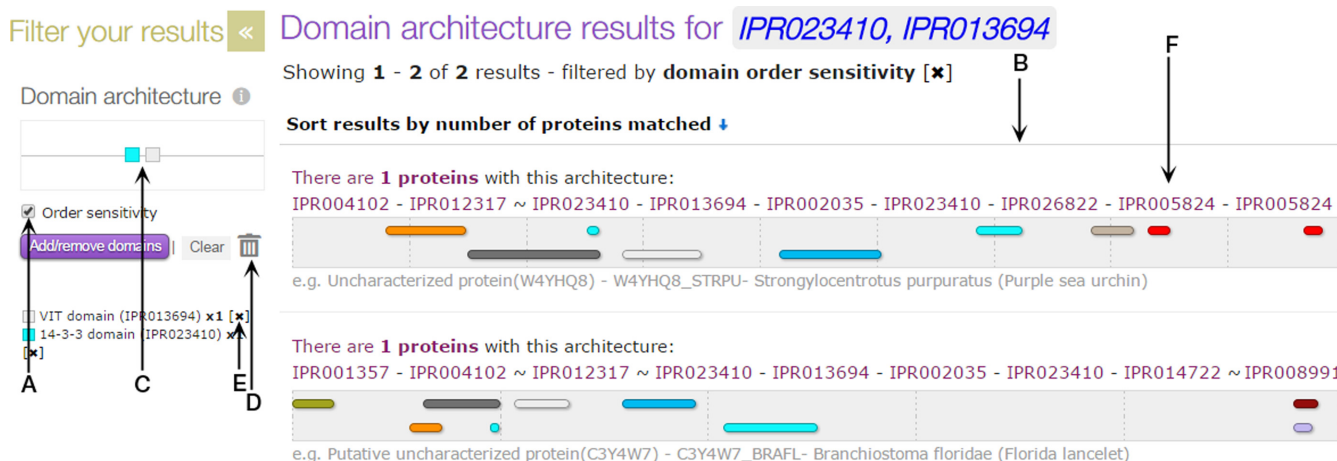 Filter your results «
Domain architecture i
A
Order sensitivity
Add/remove domains | Clear
VIT domain (IPR013694) x1 [✖]
14-3-3 domain (IPR023410) x1
[✖]
A
C
E
D
Domain architecture results for IPR023410, IPR013694
Showing 1 - 2 of 2 results - filtered by domain order sensitivity [✖]
B
F
Sort results by number of proteins matched
There are 1 proteins with this architecture:
IPR004102 - IPR012317 ~ IPR023410 - IPR013694 - IPR002035 - IPR023410 - IPR026822 - IPR005824 - IPR005824
e.g. Uncharacterized protein(W4YHQ8) - W4YHQ8_STRPU- Strongylocentrotus purpuratus (Purple sea urchin)
There are 1 proteins with this architecture:
IPR001357 - IPR004102 ~ IPR012317 ~ IPR023410 - IPR013694 - IPR002035 - IPR023410 - IPR014722 ~ IPR008991
e.g. Putative uncharacterized protein(C3Y4W7) - C3Y4W7_BRAFL- Branchiostoma floridae (Florida lancelet)